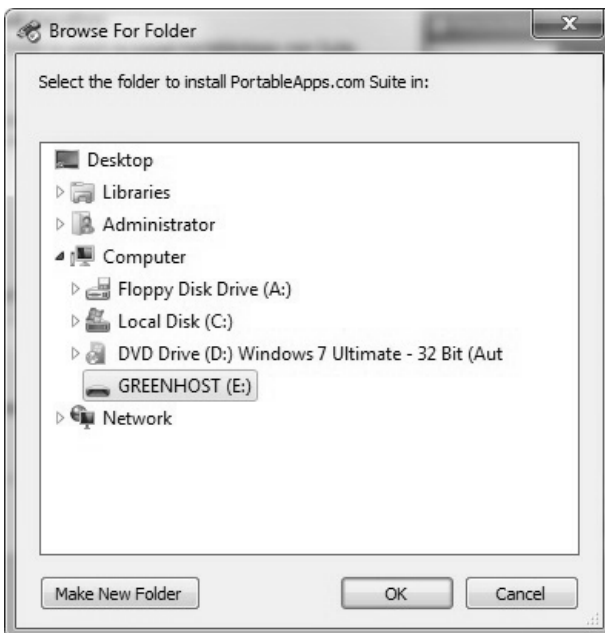 Browse For Folder
Select the folder to install PortableApps.com Suite in:
Desktop
Libraries
Administrator
Computer
Floppy Disk Drive (A:)
Local Disk (C:)
DVD Drive (D:) Windows 7 Ultimate - 32 Bit (Aut
GREENHOST (E:)
Network
Make New Folder
OK
Cancel